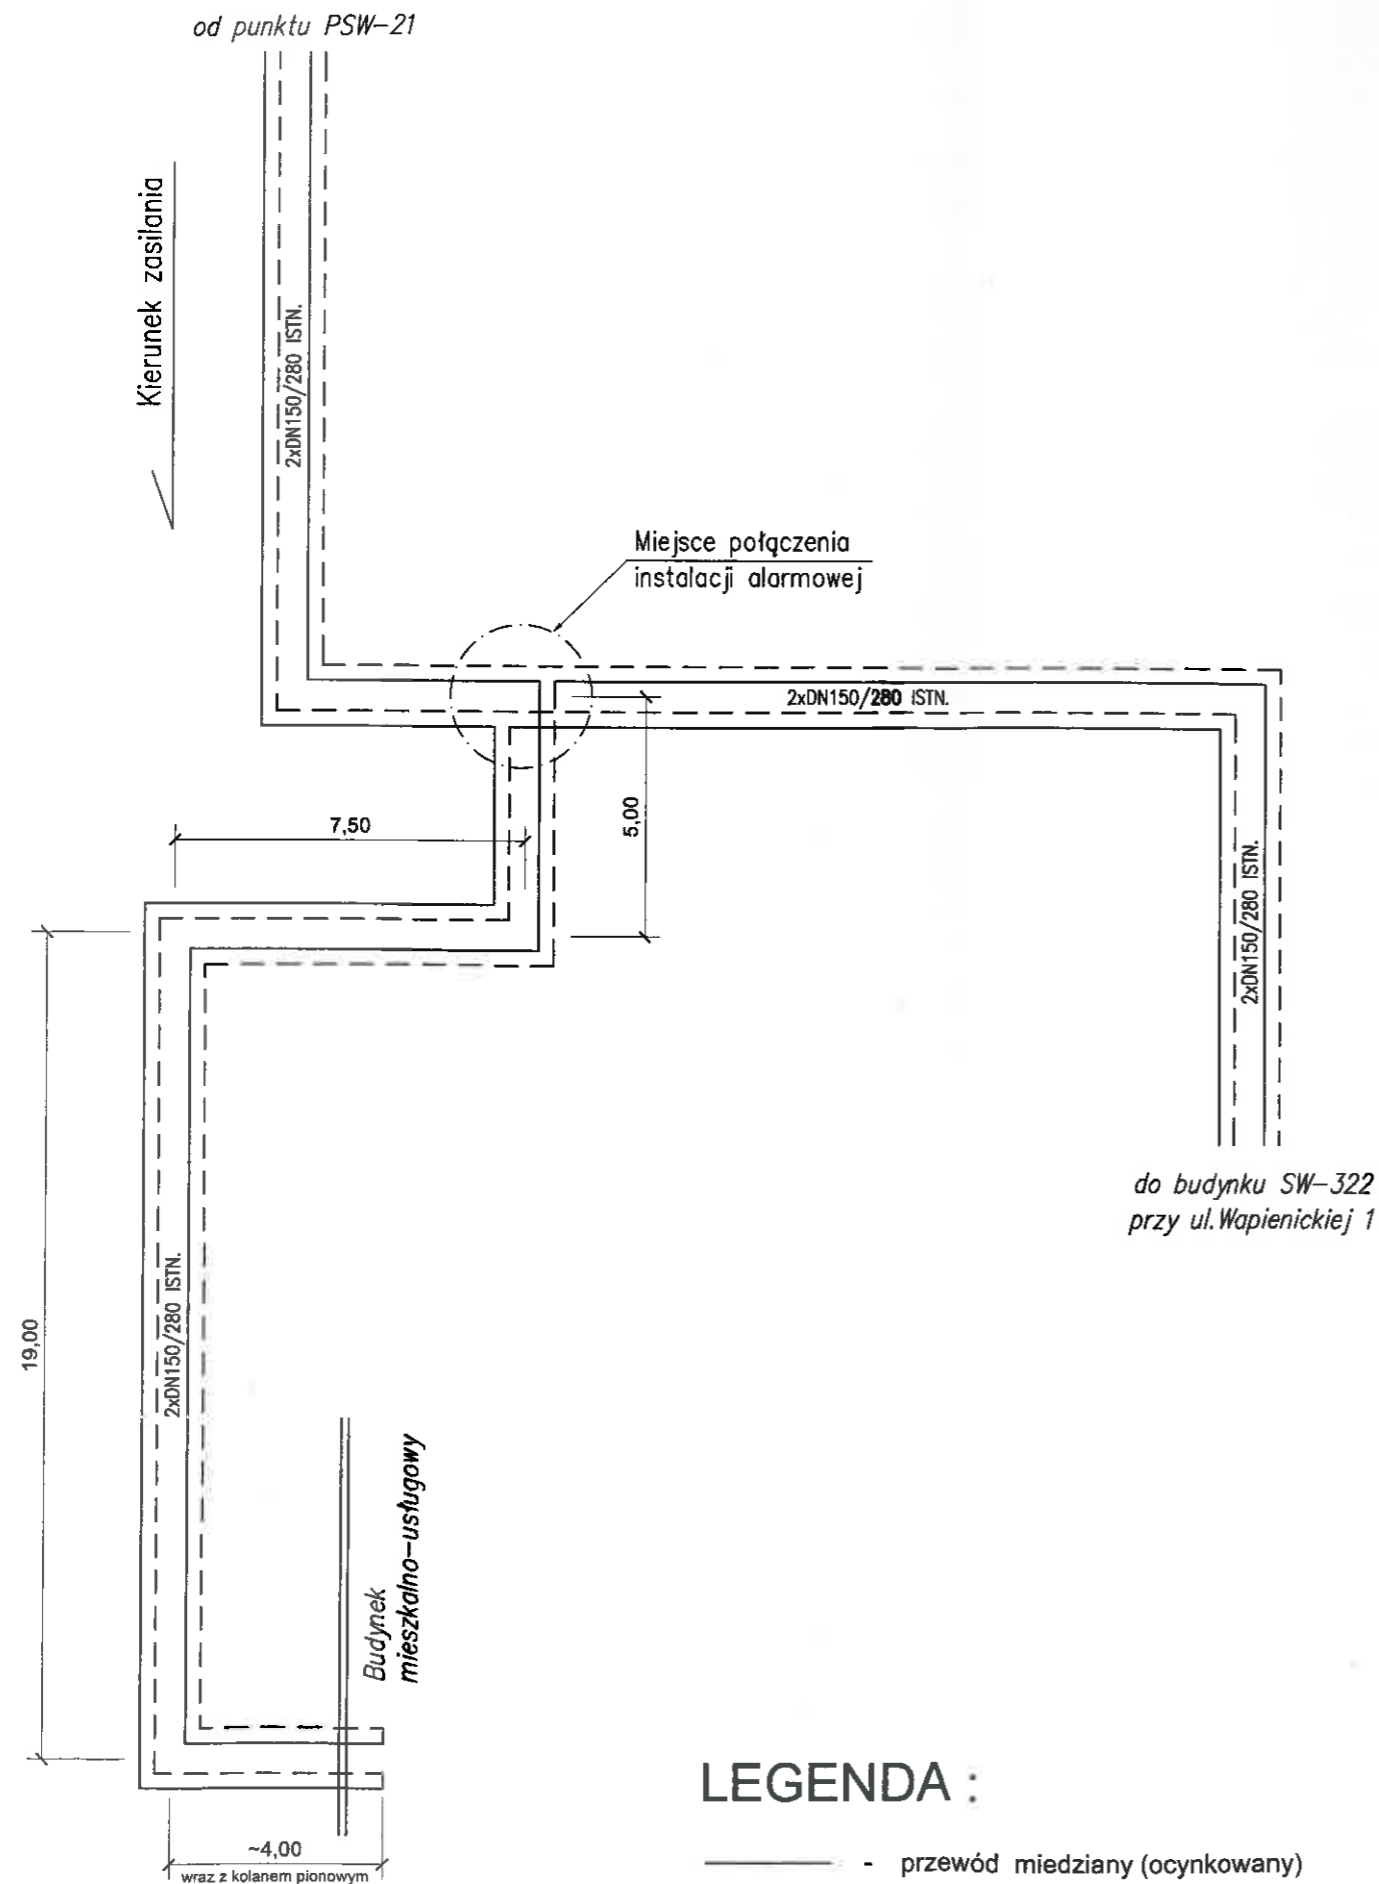 od punktu PSW-21
Kierunek zasilania
2xDN150/280 ISTN.
Miejsce połączenia
instalacji alarmowej
2xDN150/280 ISTN.
7,50
5,00
2xDN150/280 ISTN.
do budynku SW-322
przy ul.Wapienickiej 1
19,00
2xDN150/280 ISTN.
Budynek
mieszkalno-usługowy
~4,00
wraz z kolanem pionowym
LEGENDA :
- przewód miedziany (ocynkowany)